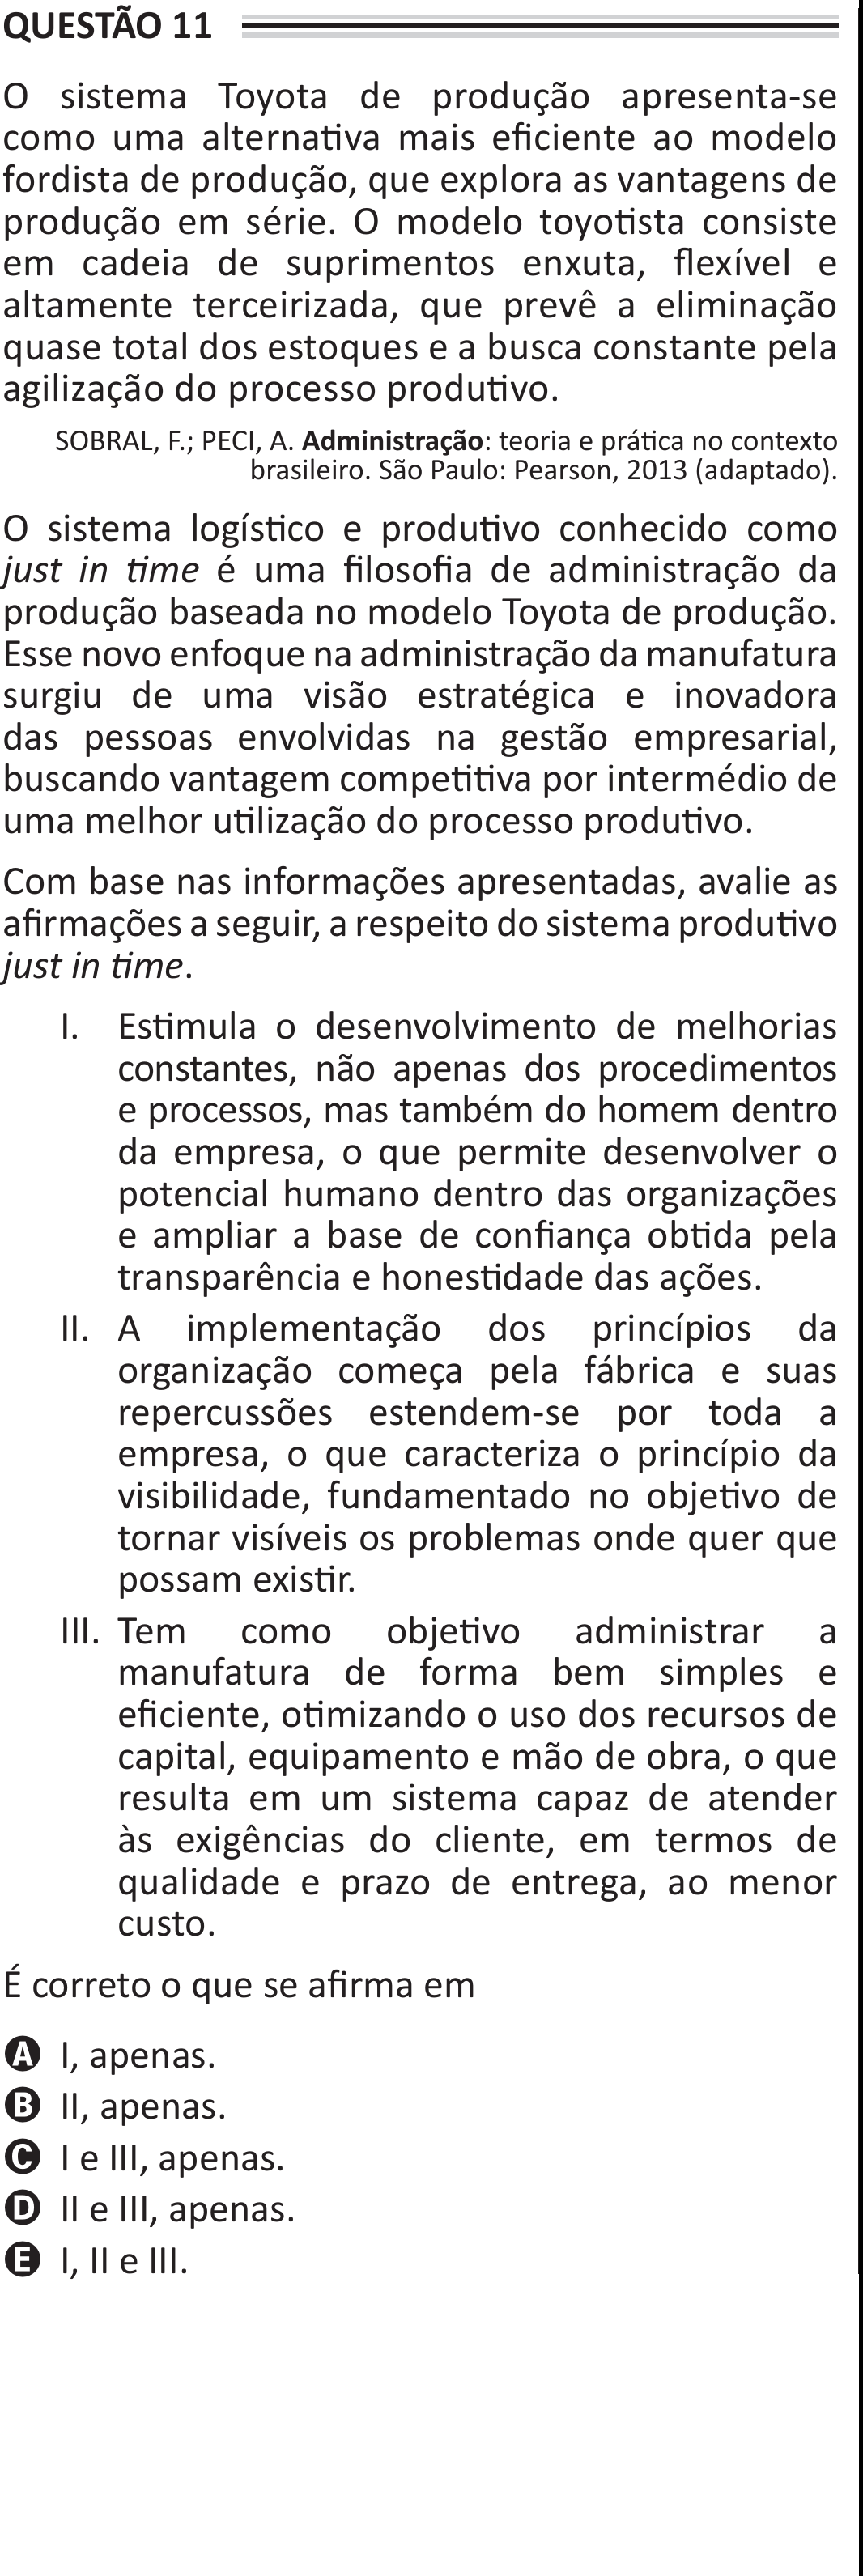 QUESTÃO 11
O sistema Toyota de produção apresenta-se
como uma alternativa mais eficiente ao modelo
fordista de produção, que explora as vantagens de
produção em série. O modelo toyotista consiste
em cadeia de suprimentos enxuta, flexível e
altamente terceirizada, que prevê a eliminação
quase total dos estoques e a busca constante pela
agilização do processo produtivo.
SOBRAL, F.; PECI, A. Administração: teoria e prática no contexto
brasileiro. São Paulo: Pearson, 2013 (adaptado).
O sistema logístico e produtivo conhecido como
just in time é uma filosofia de administração da
produção baseada no modelo Toyota de produção.
Esse novo enfoque na administração da manufatura
surgiu de uma visão estratégica e inovadora
das pessoas envolvidas na gestão empresarial,
buscando vantagem competitiva por intermédio de
uma melhor utilização do processo produtivo.
Com base nas informações apresentadas, avalie as
afirmações a seguir, a respeito do sistema produtivo
just in time.
I. Estimula o desenvolvimento de melhorias
constantes, não apenas dos procedimentos
e processos, mas também do homem dentro
da empresa, o que permite desenvolver o
potencial humano dentro das organizações
e ampliar a base de confiança obtida pela
transparência e honestidade das ações.
II. A implementação dos princípios da
organização começa pela fábrica e suas
repercussões estendem-se por toda a
empresa, o que caracteriza o princípio da
visibilidade, fundamentado no objetivo de
tornar visíveis os problemas onde quer que
possam existir.
III. Tem como objetivo administrar a
manufatura de forma bem simples e
eficiente, otimizando o uso dos recursos de
capital, equipamento e mão de obra, o que
resulta em um sistema capaz de atender
às exigências do cliente, em termos de
qualidade e prazo de entrega, ao menor
custo.
É correto o que se afirma em
A I, apenas.
B II, apenas.
C I e III, apenas.
D II e III, apenas.
E I, II e III.